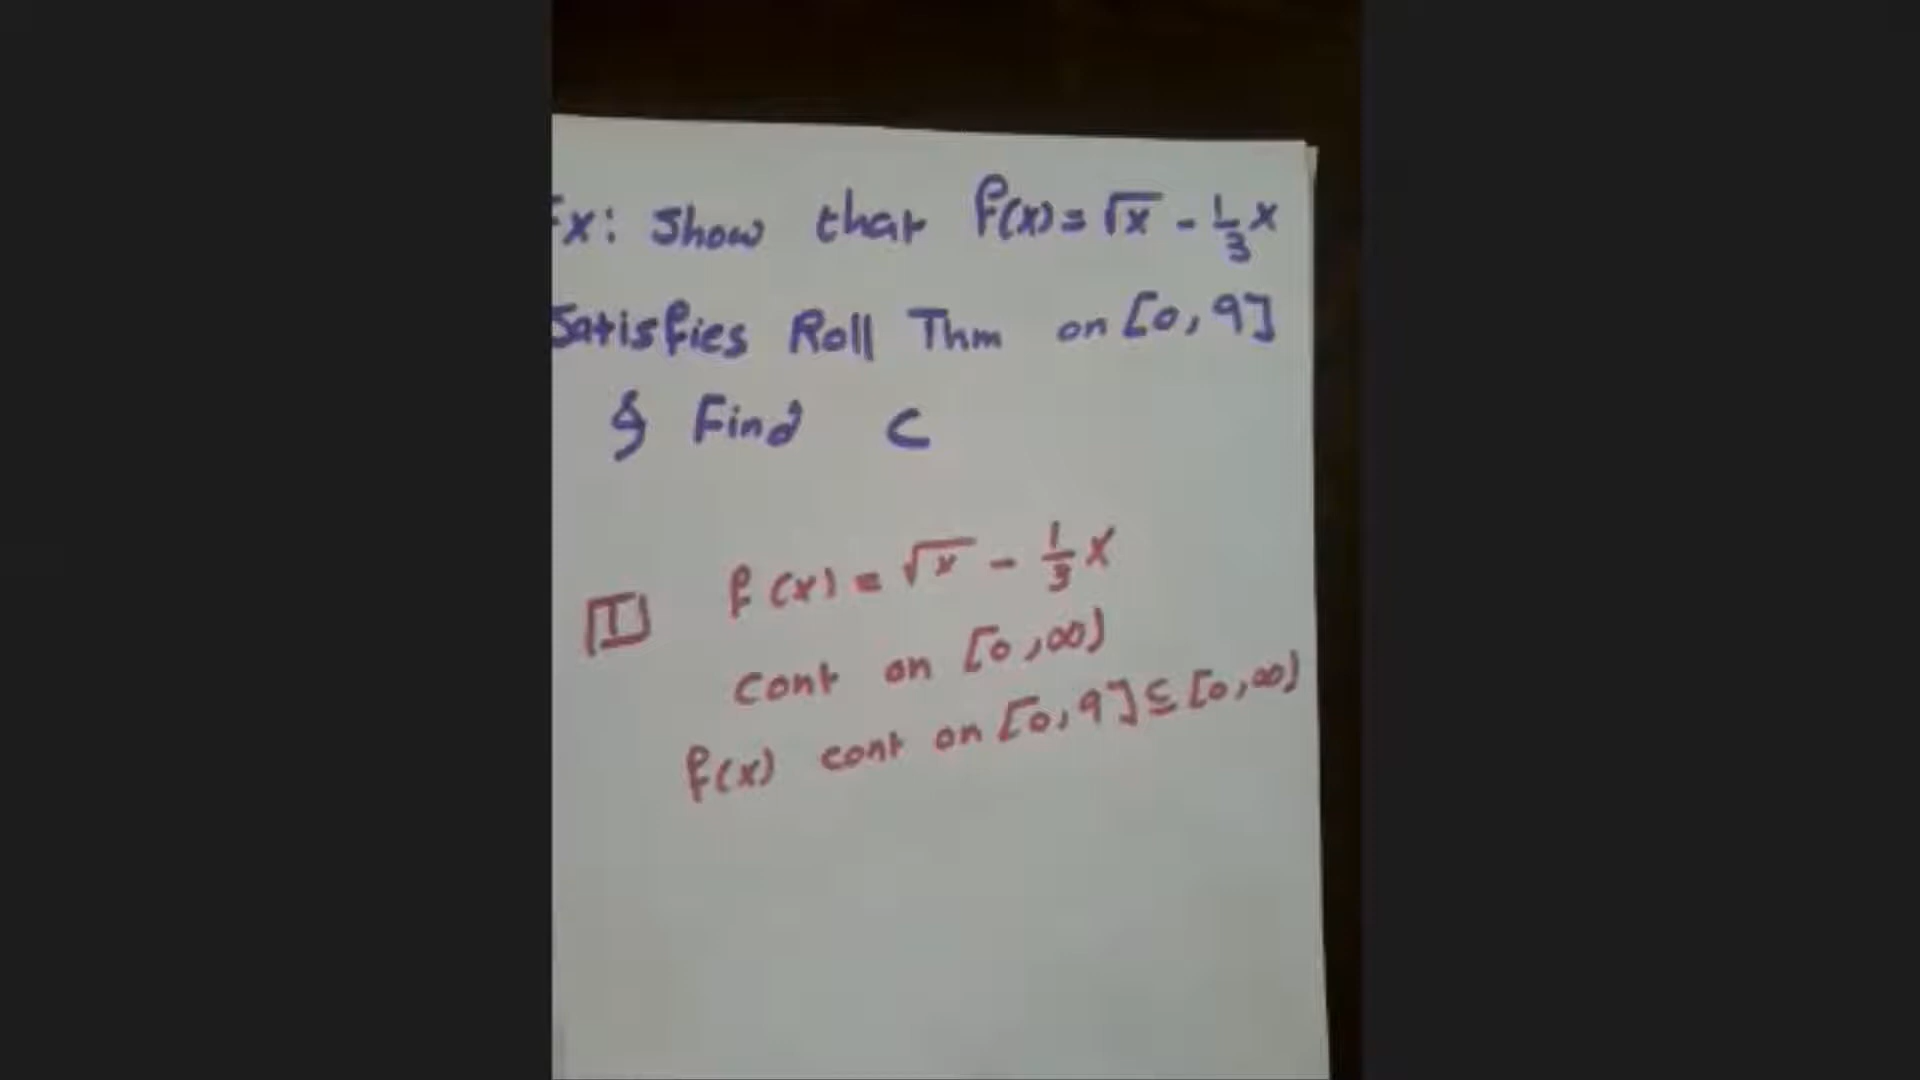 Ex: Show that f(x) = √x - 1/3 x
Satisfies Roll Thm on [0, 9]
& Find c
f(x) = √x - 1/3 x
[I]
cont on [0, ∞)
f(x) cont on [0, 9] ⊆ [0, ∞)